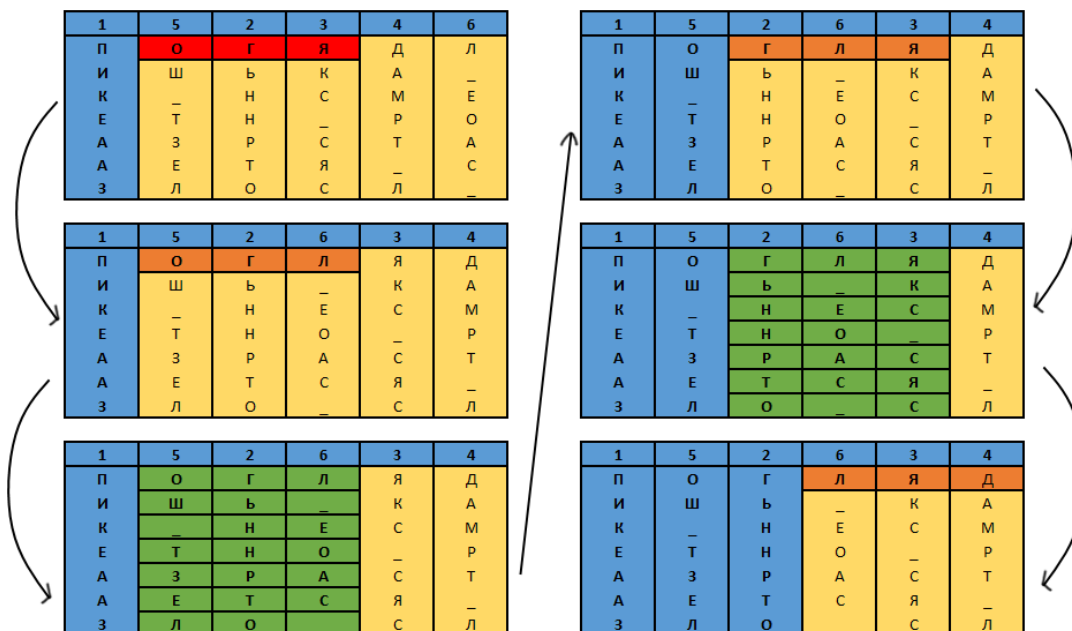 1 5 2 3 4 6
П О Г Я Д Л
И Ш Ь К А _
К _ Н С М Е
Е Т Н _ Р О
А З Р С Т А
А Е Т Я _ С
З Л О С Л _
1 5 2 6 3 4
П О Г Л Я Д
И Ш Ь _ К А
К _ Н Е С М
Е Т Н О _ Р
А З Р А С Т
А Е Т С Я _
З Л О _ С Л
1 5 2 6 3 4
П О Г Л Я Д
И Ш Ь _ К А
К _ Н Е С М
Е Т Н О _ Р
А З Р А С Т
А Е Т С Я _
З Л О С Л
1 5 2 6 3 4
П О Г Л Я Д
И Ш Ь _ К А
К _ Н Е С М
Е Т Н О _ Р
А З Р А С Т
А Е Т С Я _
З Л О _ С Л
1 5 2 6 3 4
П О Г Л Я Д
И Ш Ь _ К А
К _ Н Е С М
Е Т Н О _ Р
А З Р А С Т
А Е Т С Я _
З Л О _ С Л
1 5 2 6 3 4
П О Г Л Я Д
И Ш Ь _ К А
К _ Н Е С М
Е Т Н О _ Р
А З Р А С Т
А Е Т С Я _
З Л О С Л